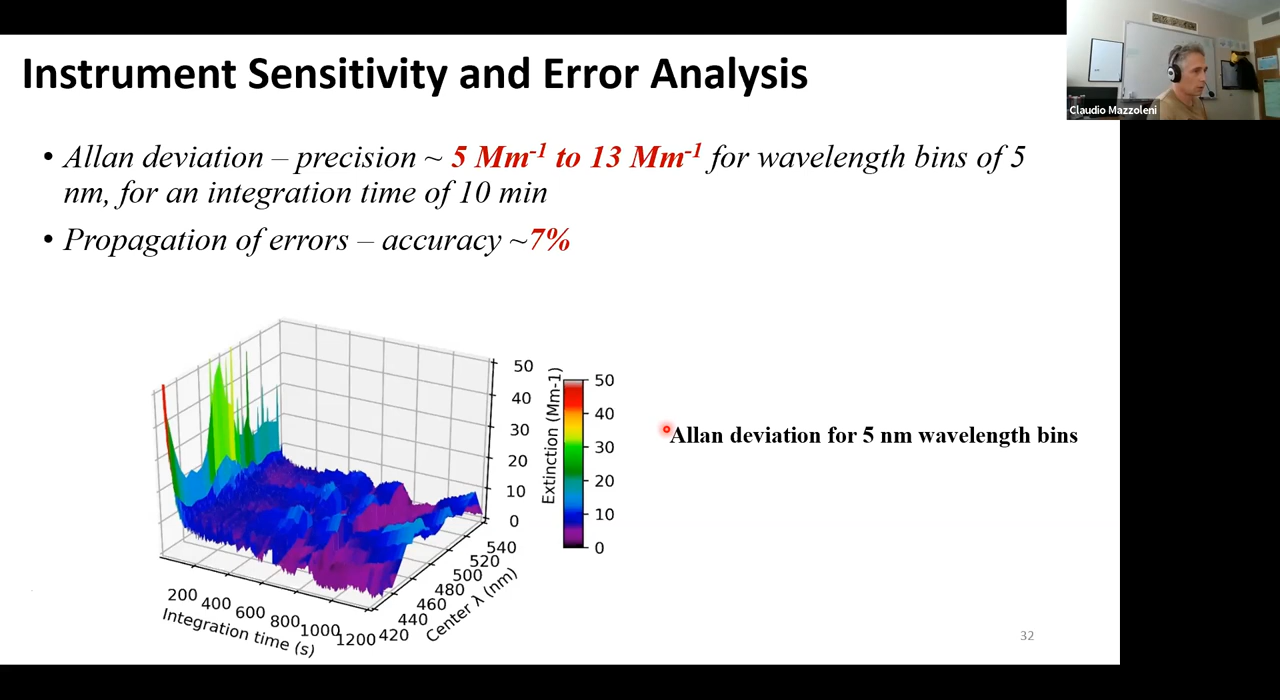 Instrument Sensitivity and Error Analysis
Claudio Mazzoleni
• Allan deviation – precision ~ 5 Mm-1 to 13 Mm-1 for wavelength bins of 5
nm, for an integration time of 10 min
• Propagation of errors – accuracy ~7%
50
40
30
20
10
0
Extinction (Mm-1)
50
40
30
20
10
0
Allan deviation for 5 nm wavelength bins
540
520
500
480
460
440
420
Center λ (nm)
200
400
600
800
1000
1200
Integration time (s)
32